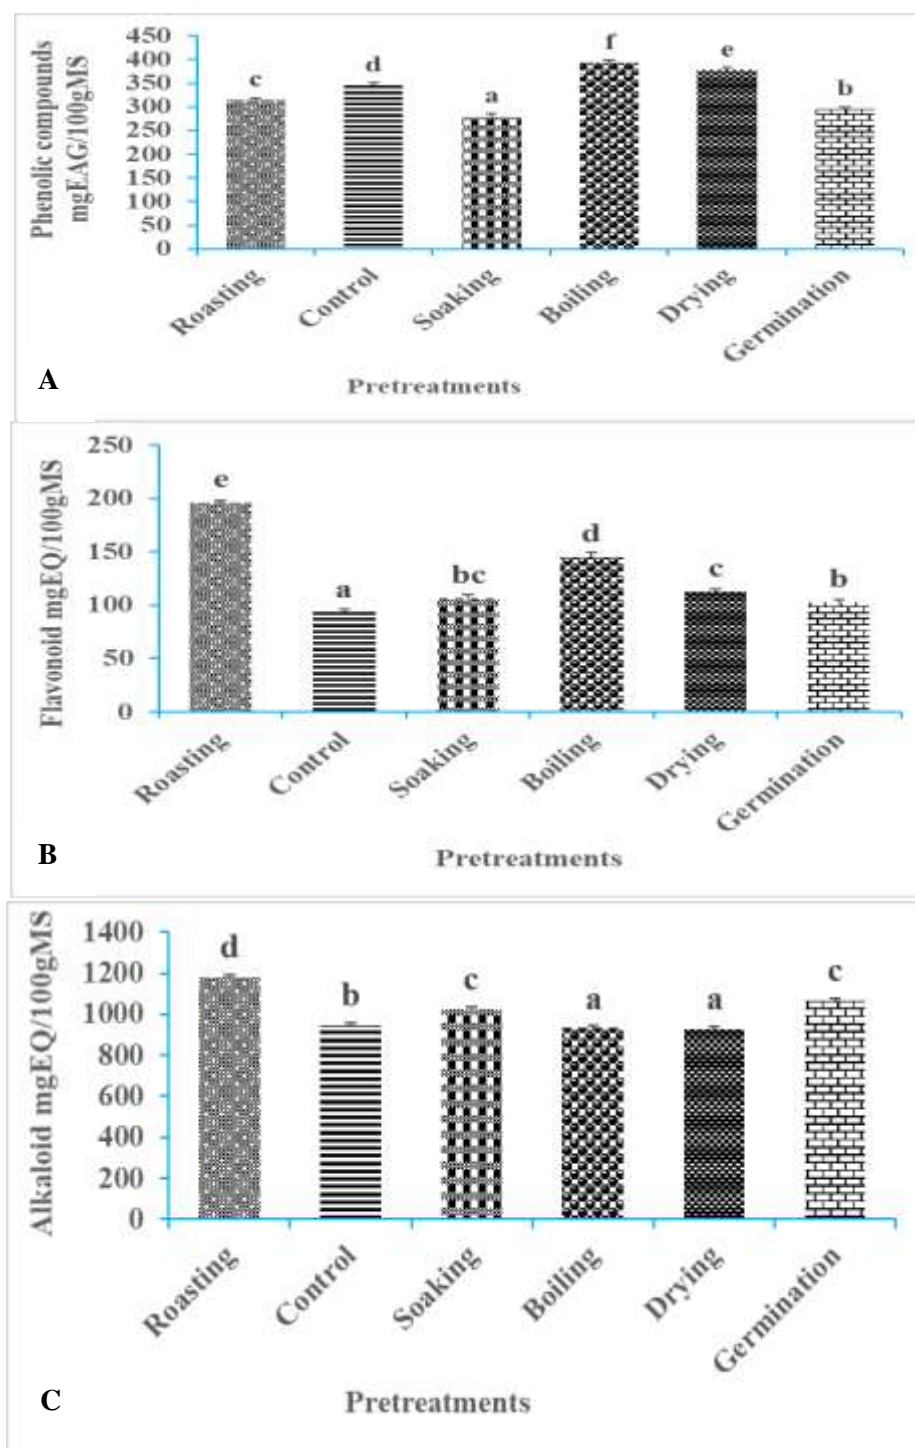 Phenolic compounds
mgEAG/100gMS
450
400
350
300
250
200
150
100
50
0
c
d
a
f
e
b
Roasting
Control
Soaking
Boiling
Drying
Germination
Pretreatments
A
Flavonoid mgEQ/100gMS
250
200
150
100
50
0
e
a
bc
d
c
b
Roasting
Control
Soaking
Boiling
Drying
Germination
Pretreatments
B
Alkaloid mgEQ/100gMS
1400
1200
1000
800
600
400
200
0
d
b
c
a
a
c
Roasting
Control
Soaking
Boiling
Drying
Germination
Pretreatments
C